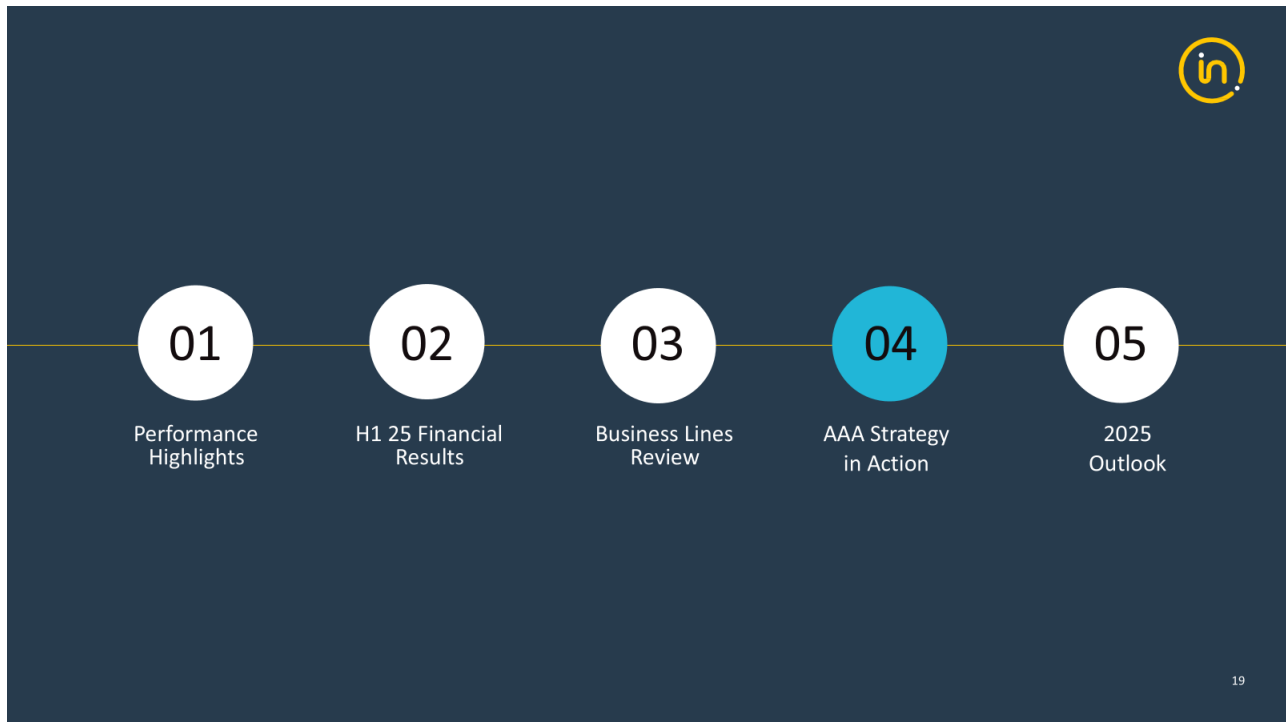 in
01
02
03
04
05
Performance
Highlights
H1 25 Financial
Results
Business Lines
Review
AAA Strategy
in Action
2025
Outlook
19